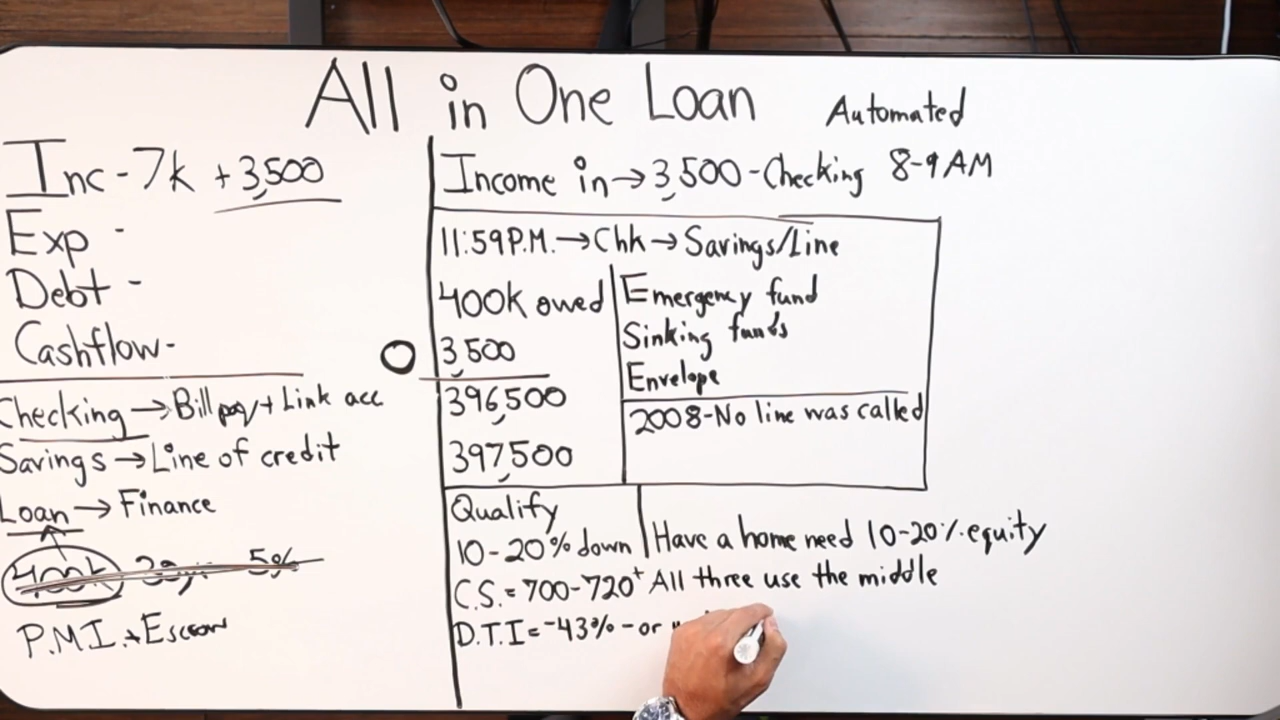 All in One Loan
Automated
Inc - 7k + 3,500
Exp -
Debt -
Cashflow -
Checking → Bill pay + Link acc
Savings → Line of credit
Loan → Finance
400k 30yr 5%
P.M.I. + Escrow
Income in → 3,500 - Checking 8-9 AM
11:59 P.M. → Chk → Savings/Line
400k owed
3,500
396,500
397,500
Emergency fund
Sinking funds
Envelope
2008 - No line was called
Qualify
10-20% down
Have a home need 10-20% equity
C.S. = 700-720+ All three use the middle
D.T.I = -43% - or